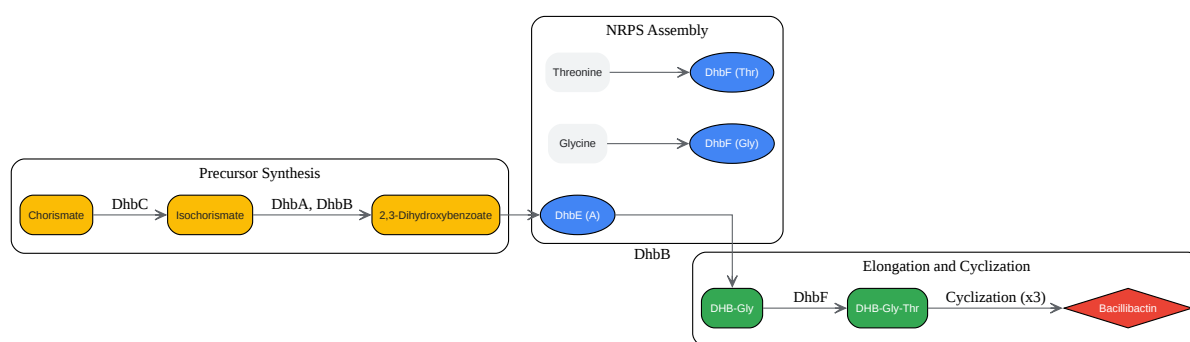 NRPS Assembly
Threonine
DhbF (Thr)
Glycine
DhbF (Gly)
Precursor Synthesis
Chorismate
DhbC
Isochorismate
DhbA, DhbB
2,3-Dihydroxybenzoate
DhbE (A)
DhbB
Elongation and Cyclization
DHB-Gly
DhbF
DHB-Gly-Thr
Cyclization (x3)
Bacillibactin